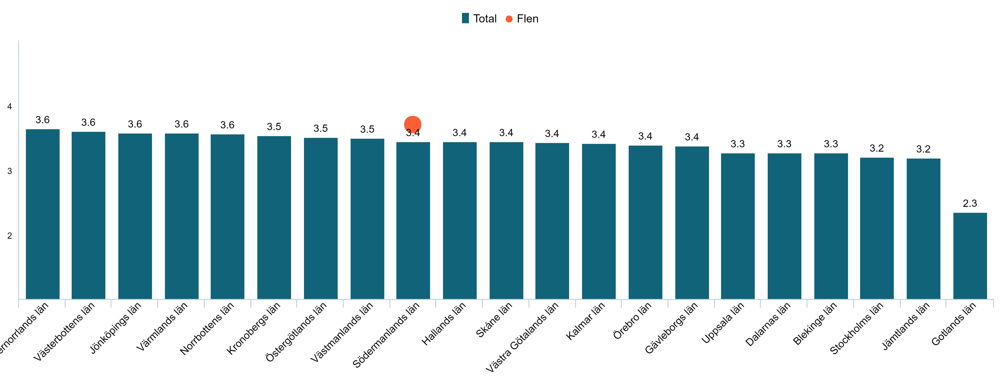 Total Flen
4
3
2
3.6 3.6 3.6 3.6 3.6 3.5 3.5 3.5 3.4 3.4 3.4 3.4 3.4 3.4 3.4 3.3 3.3 3.3 3.2 3.2 2.3
ernorrlands län
Västerbottens län
Jönköpings län
Värmlands län
Norrbottens län
Kronobergs län
Östergötlands län
Västmanlands län
Södermanlands län
Hallands län
Skåne län
Västra Götalands län
Kalmar län
Örebro län
Gävleborgs län
Uppsala län
Dalarnas län
Blekinge län
Stockholms län
Jämtlands län
Gotlands län